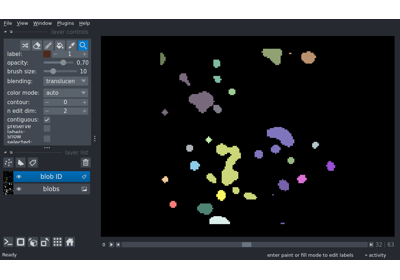 File View Window Plugins Help
layer controls
label: 1
opacity: 0.70
brush size: 10
blending: translucen
color mode: auto
contour: 0
n edit dim: 2
contiguous: ✓
preserve labels:
show selected:
layer list
blob ID
blobs
0 32 63
Ready enter paint or fill mode to edit labels activity